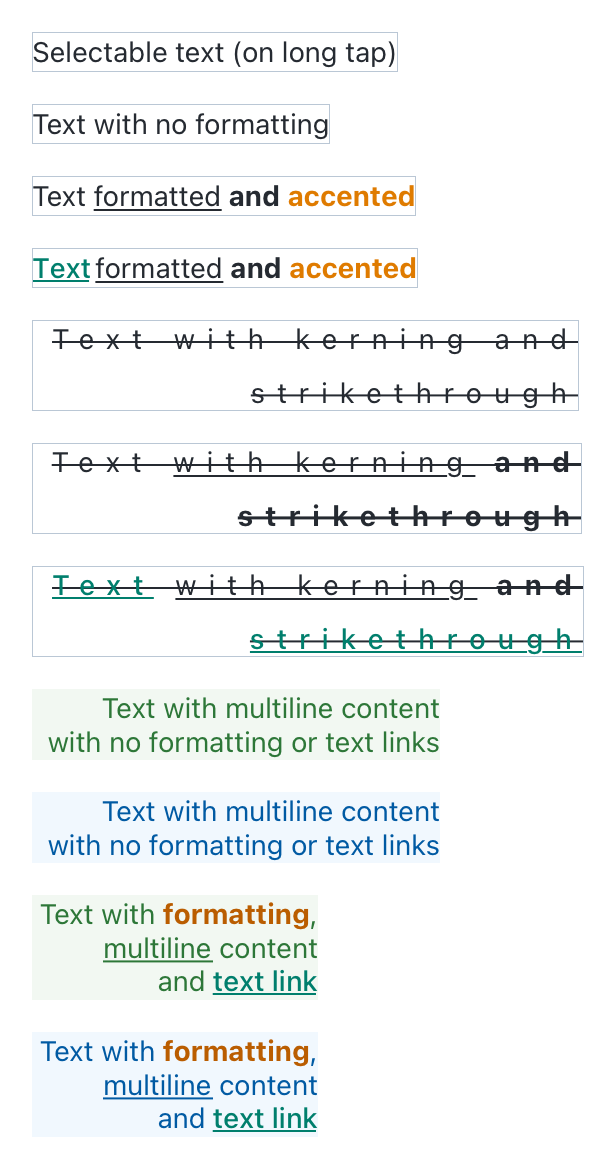 Selectable text (on long tap)
Text with no formatting
Text formatted and accented
Text formatted and accented
Text with kerning and
strikethrough
Text with kerning and
strikethrough
Text with kerning and
strikethrough
Text with multiline content
with no formatting or text links
Text with multiline content
with no formatting or text links
Text with formatting,
multiline content
and text link
Text with formatting,
multiline content
and text link